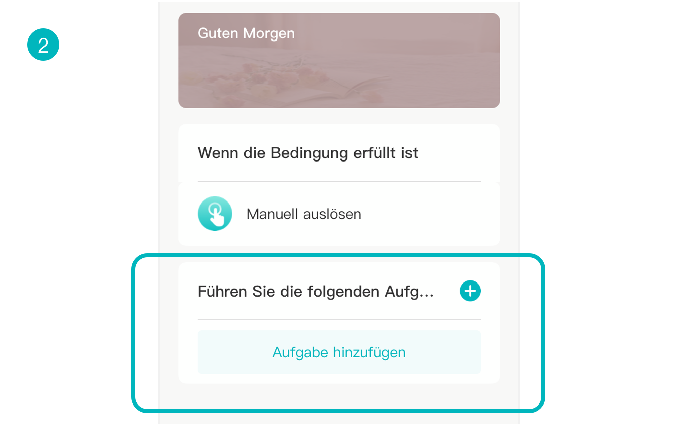 2
Guten Morgen
Wenn die Bedingung erfüllt ist
Manuell auslösen
Führen Sie die folgenden Aufg...
Aufgabe hinzufügen